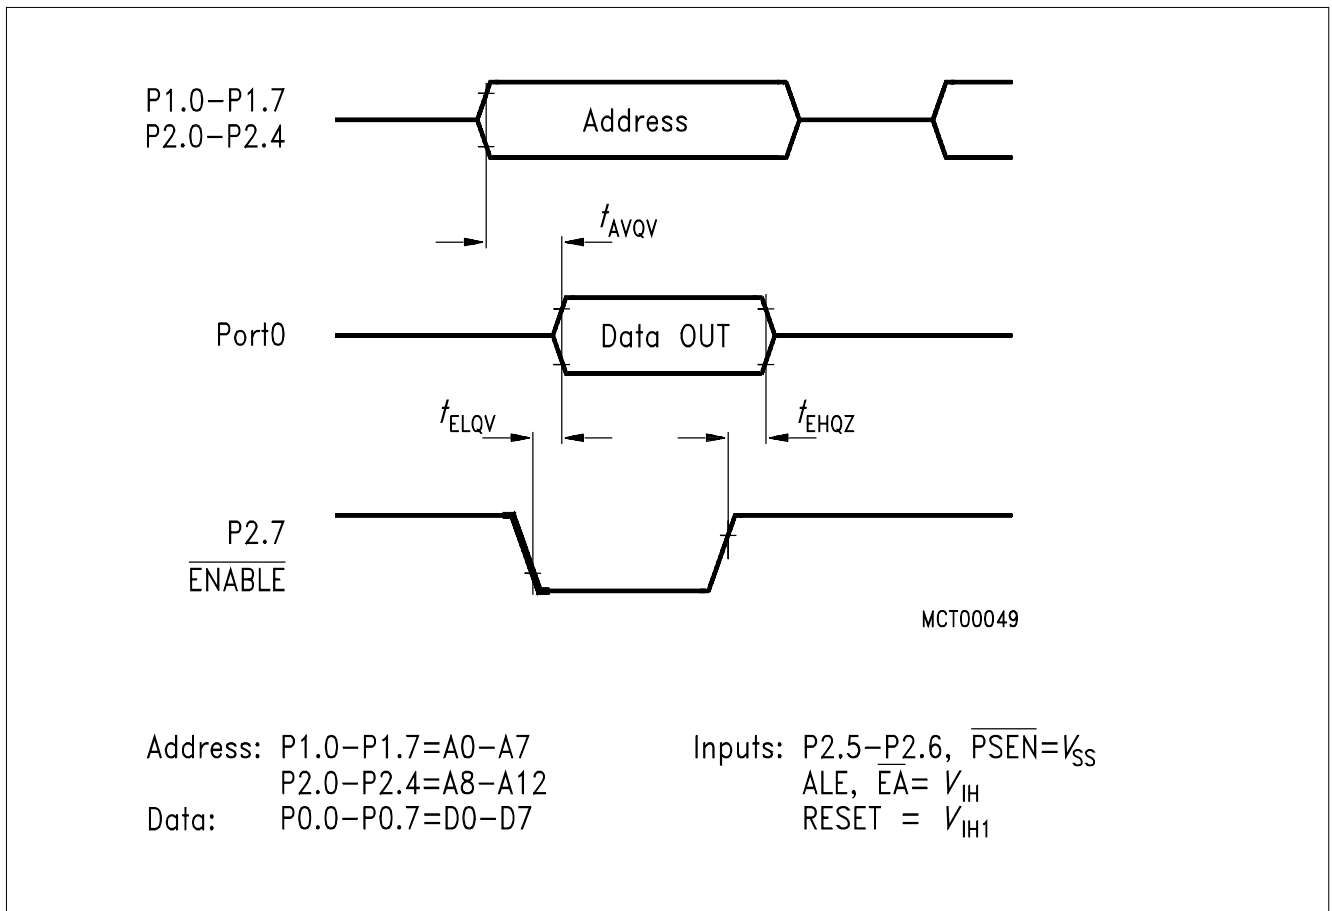 P1.0–P1.7
P2.0–P2.4
Address
tAVQV
Port0
Data OUT
tELQV
tEHQZ
P2.7
ENABLE
MCT00049
Address: P1.0–P1.7=A0–A7
P2.0–P2.4=A8–A12
Data: P0.0–P0.7=D0–D7
Inputs: P2.5–P2.6, PSEN=VSS
ALE, EA= VIH
RESET = VIH1